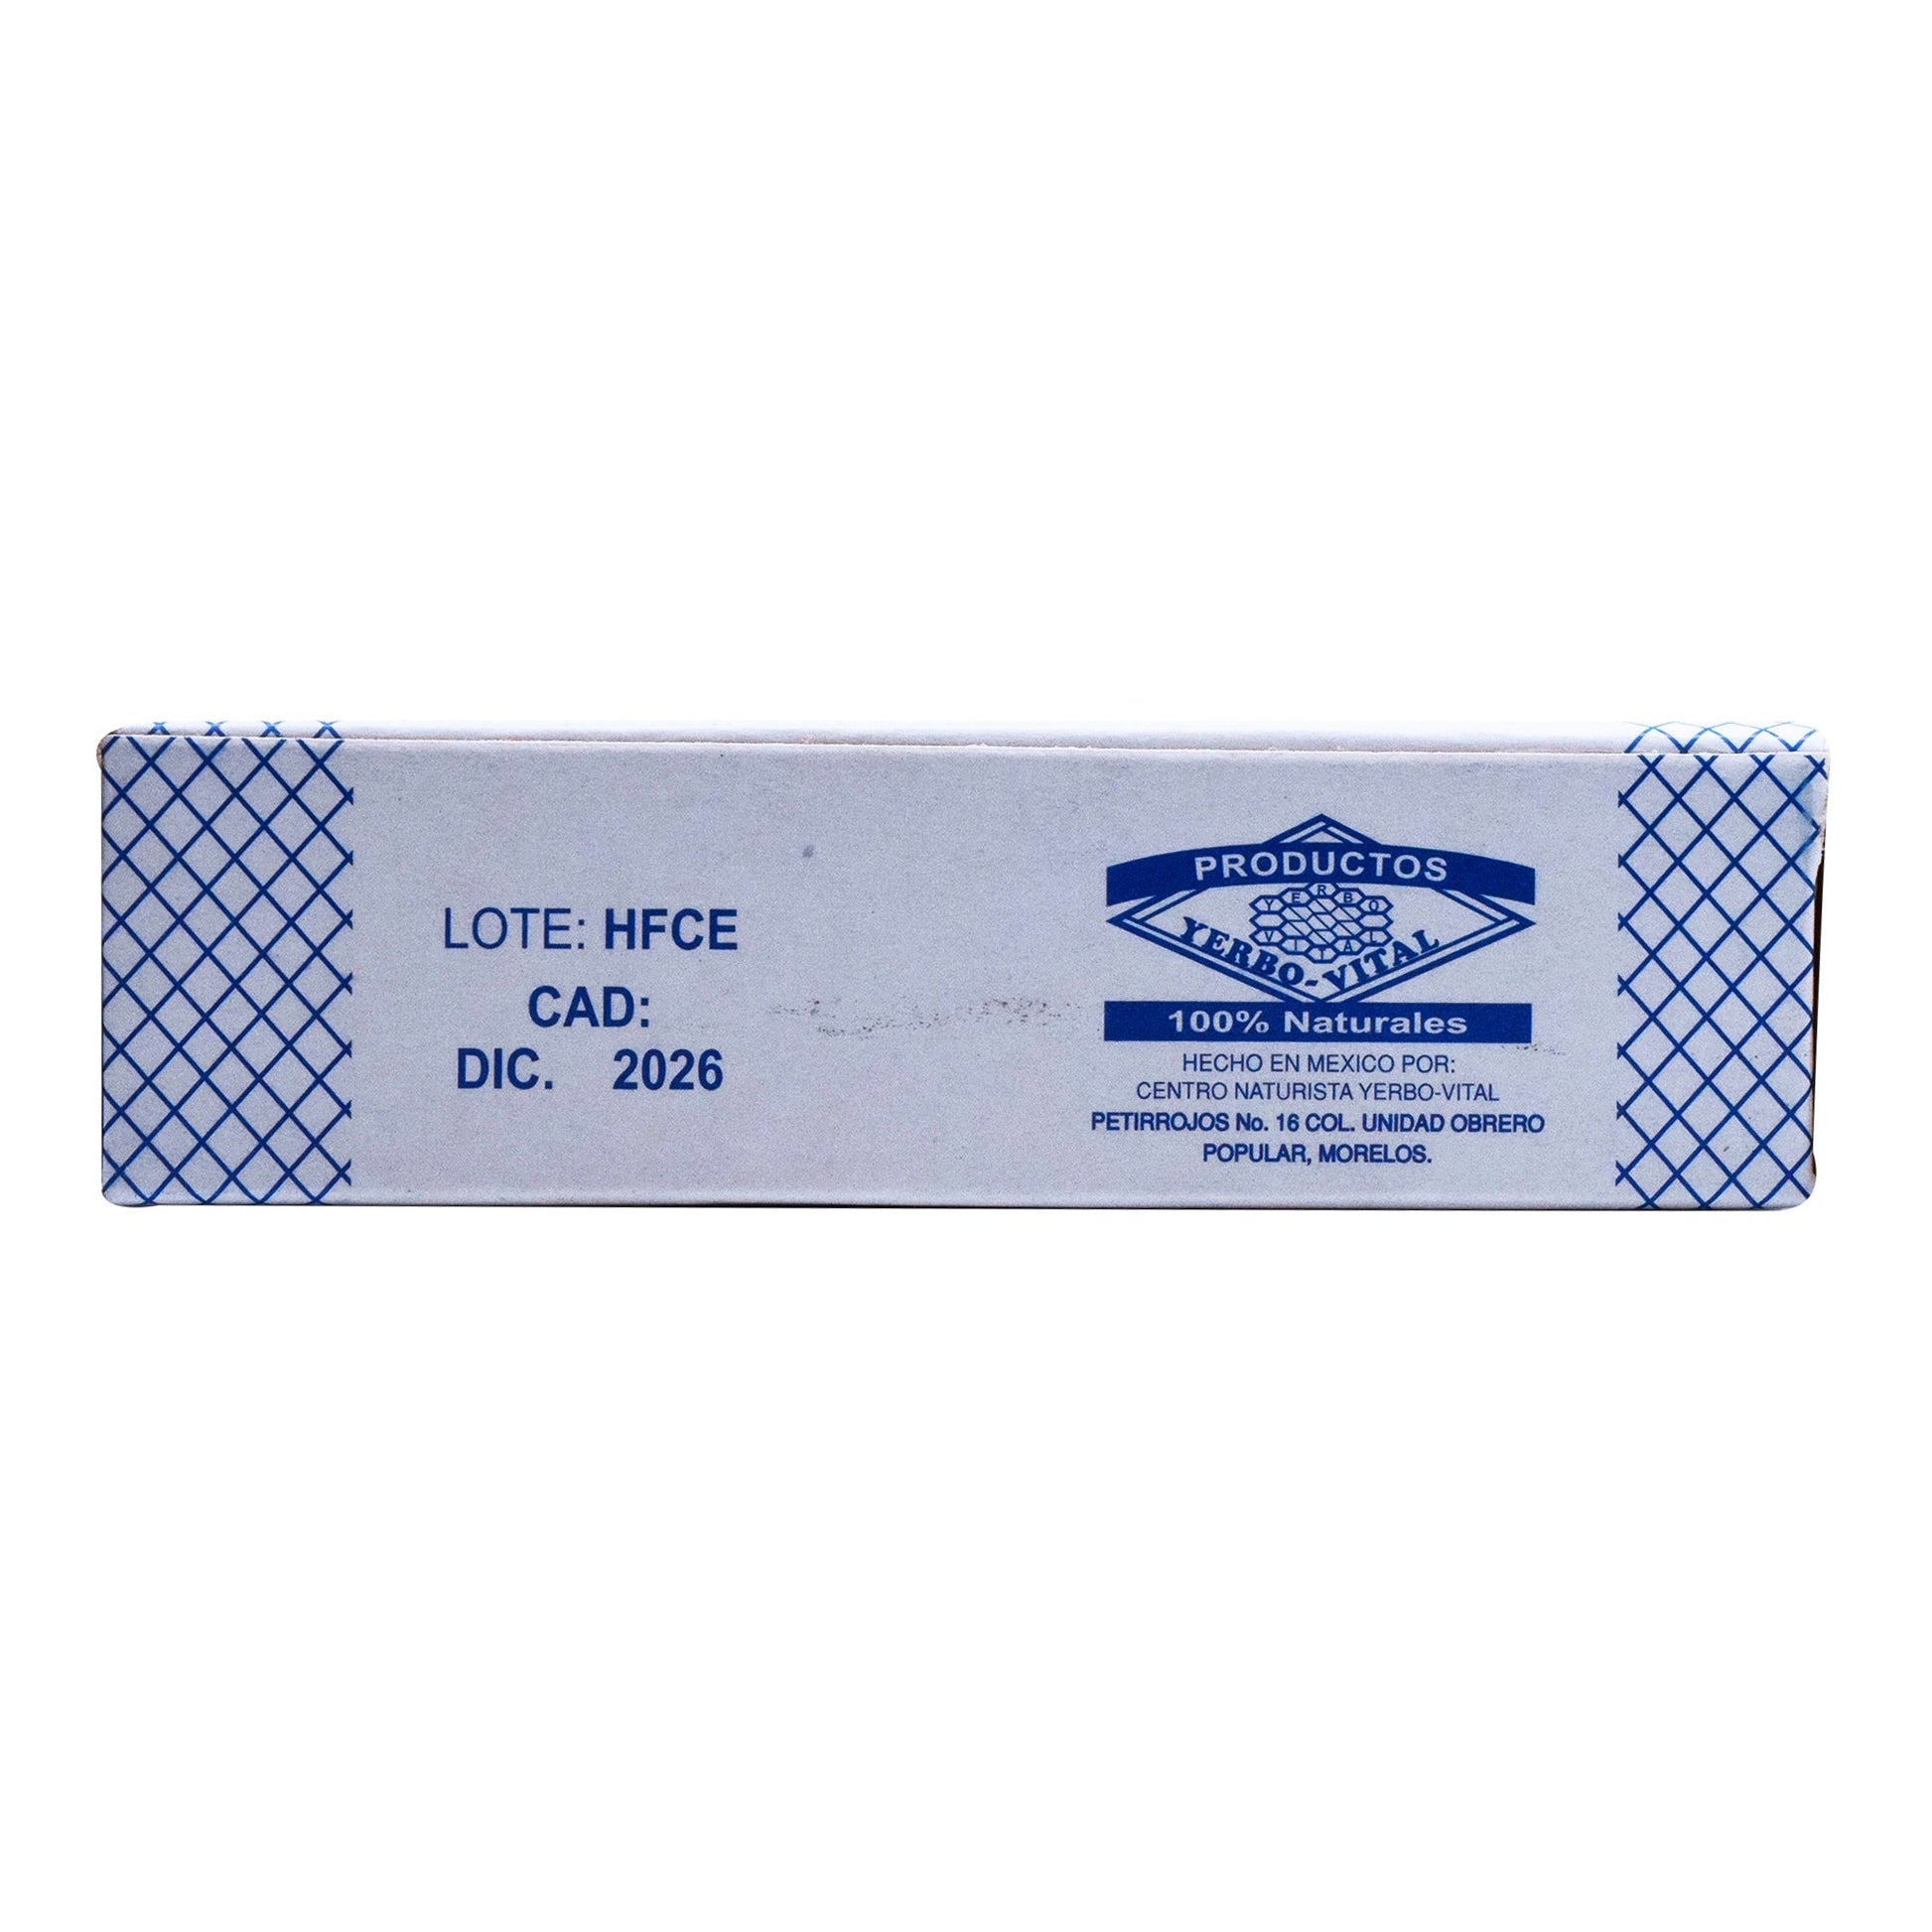 LOTE: HFCE
CAD:
DIC. 2026
PRODUCTOS
YERBO
VITAL
YERBO-VITAL
100% Naturales
HECHO EN MEXICO POR:
CENTRO NATURISTA YERBO-VITAL
PETIRROJOS No. 16 COL. UNIDAD OBRERO
POPULAR, MORELOS.